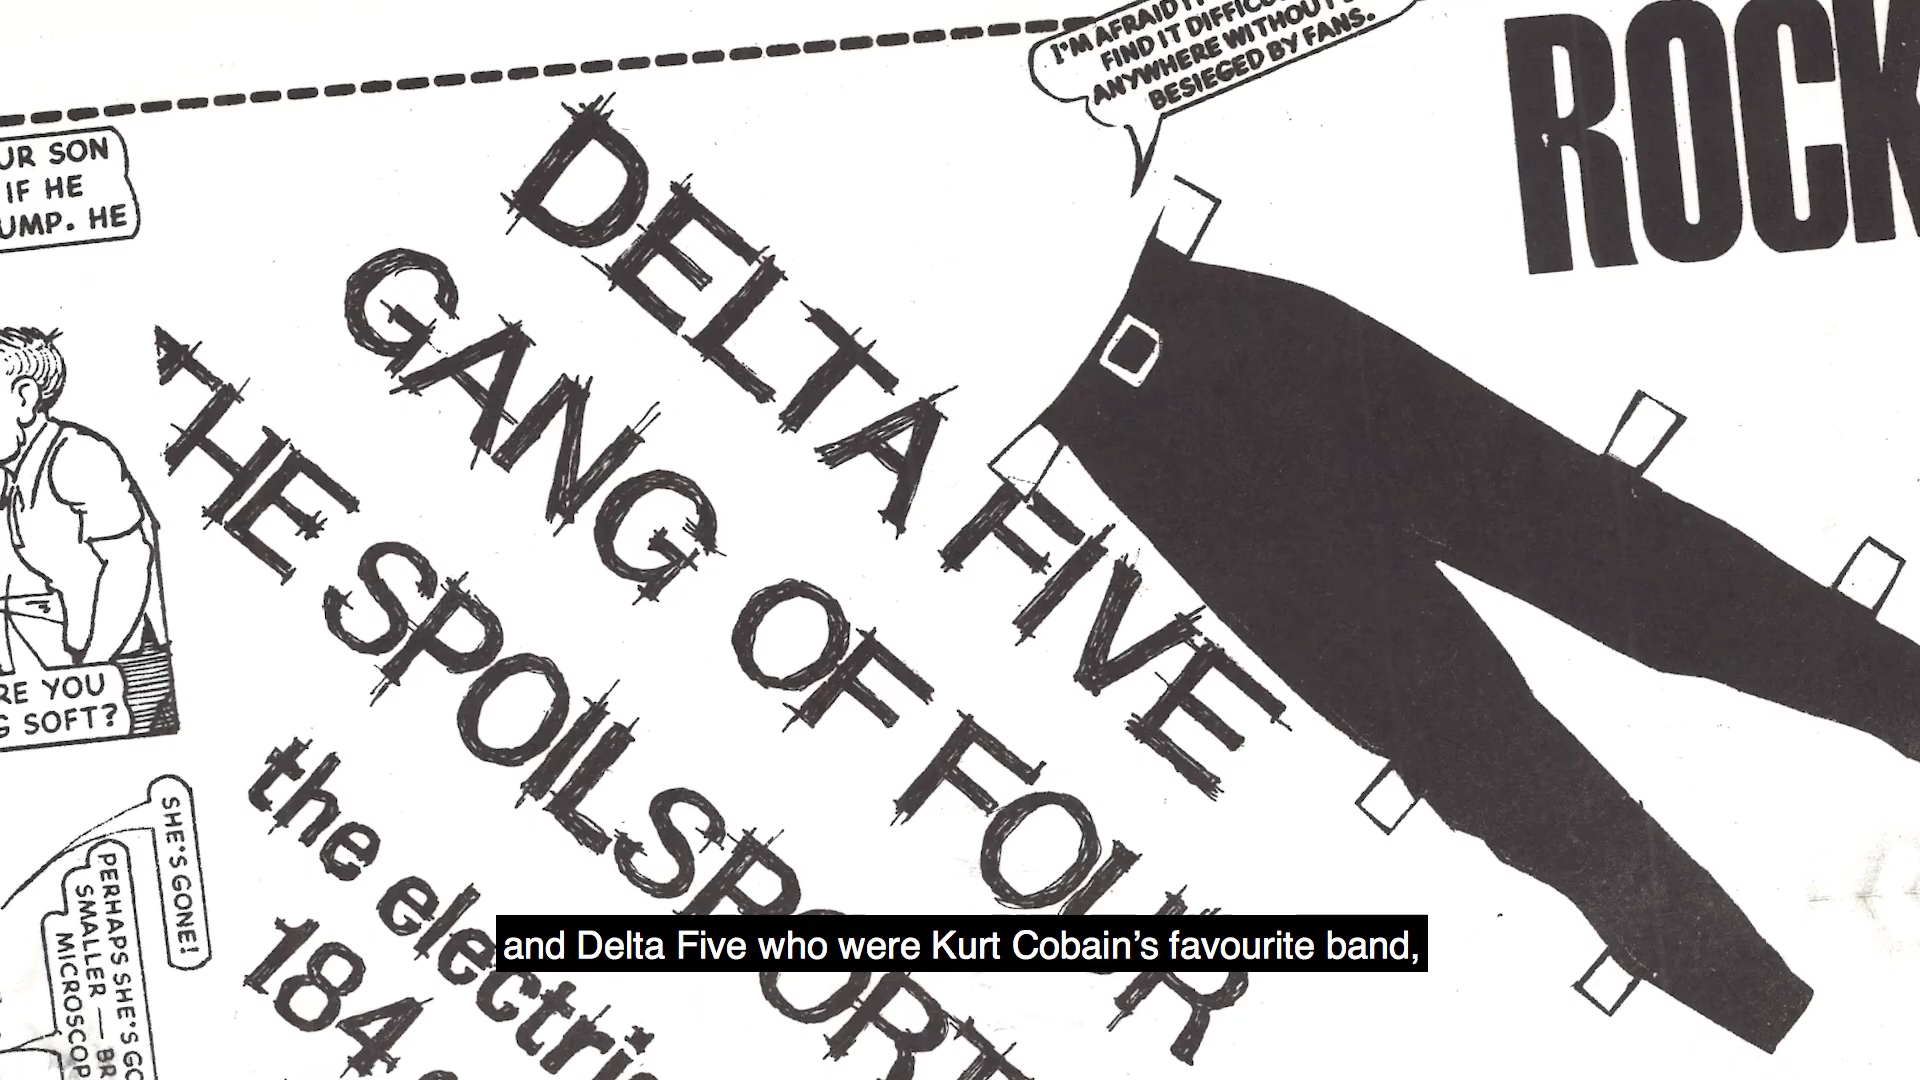 I'M AFRAID I
FIND IT DIFFICU
ANYWHERE WITHOUT
BESIEGED BY FANS.
ROCK
UR SON
IF HE
UMP. HE
DELTA FIVE
GANG OF FOUR
THE SPOILSPORT
the electric
184
RE YOU
G SOFT?
SHE'S GONE!
PERHAPS SHE'S GO
SMALLER — BR
MICROSCOP
and Delta Five who were Kurt Cobain's favourite band,